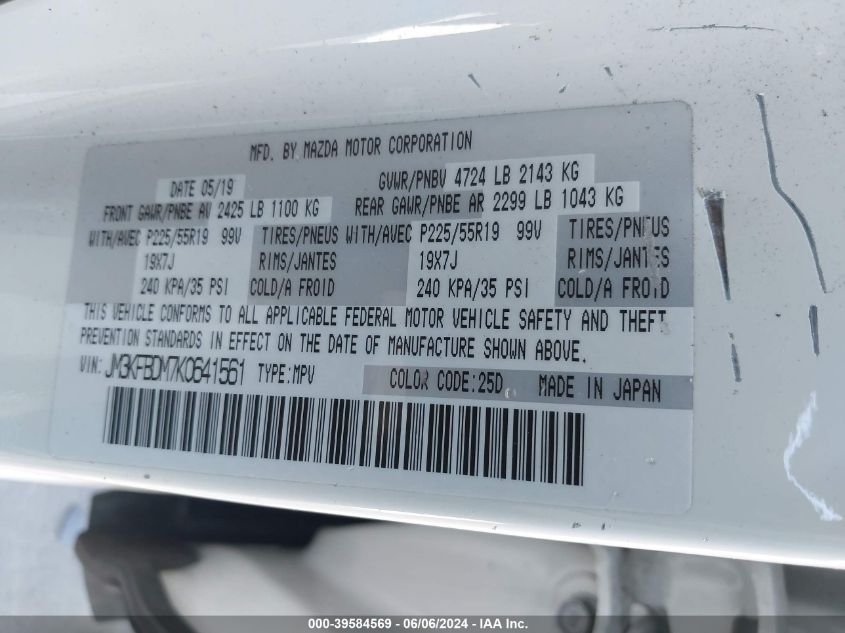 MFD. BY MAZDA MOTOR CORPORATION
DATE 05/19 GVWR/PNBV 4724 LB 2143 KG
FRONT GAWR/PNBE AV 2425 LB 1100 KG REAR GAWR/PNBE AR 2299 LB 1043 KG
WITH/AVEC P225/55R19 99V TIRES/PNEUS WITH/AVEC P225/55R19 99V TIRES/PNEUS
19X7J RIMS/JANTES 19X7J RIMS/JANTES
240 KPA/35 PSI COLD/A FROID 240 KPA/35 PSI COLD/A FROID
THIS VEHICLE CONFORMS TO ALL APPLICABLE FEDERAL MOTOR VEHICLE SAFETY AND THEFT
PREVENTION STANDARDS IN EFFECT ON THE DATE OF MANUFACTURE SHOWN ABOVE.
VIN: JM3KFBDM7K0641561 TYPE:MPV COLOR CODE:25D MADE IN JAPAN
000-39584569 - 06/06/2024 - IAA Inc.